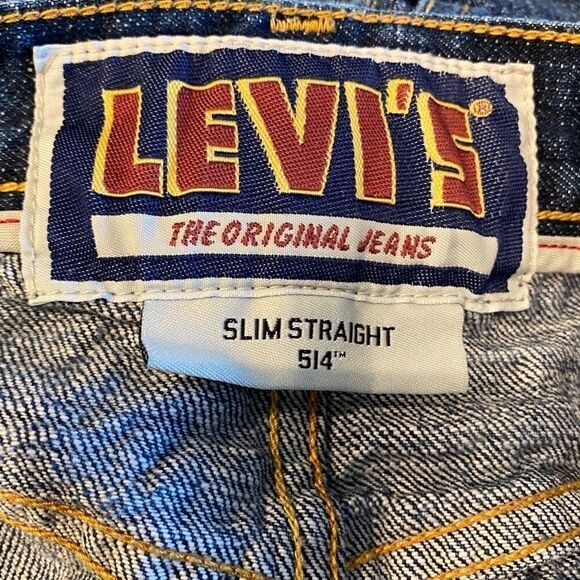 LEVI'S®
THE ORIGINAL JEANS
SLIM STRAIGHT
514™